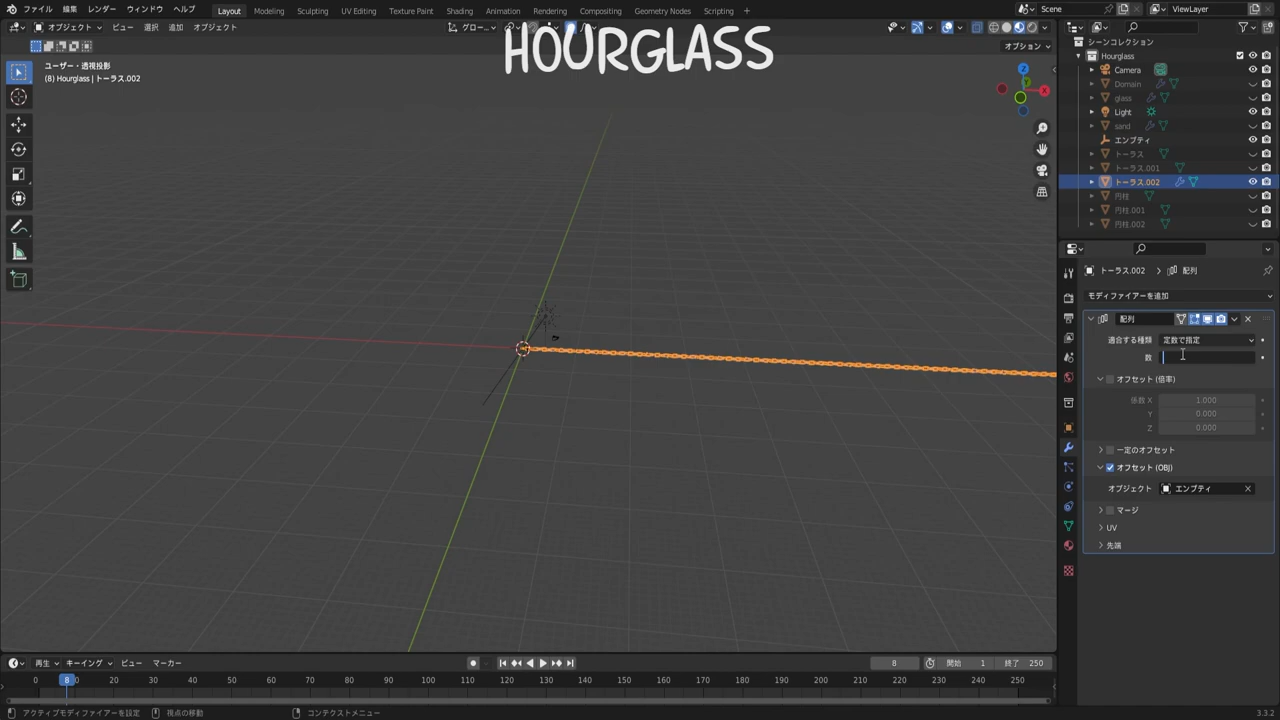 ファイル 編集 レンダー ウィンドウ ヘルプ Layout Modeling Sculpting UV Editing Texture Paint Shading Animation Rendering Compositing Geometry Nodes Scripting + Scene ViewLayer
オブジェクト... ビュー 選択 追加 オブジェクト グロー...
HOURGLASS
オプション
ユーザー・透視投影
(8) Hourglass | トーラス.002
Z
Y
X
シーンコレクション
Hourglass
Camera
Domain
glass
Light
sand
エンプティ
トーラス
トーラス.001
トーラス.002
円柱
円柱.001
円柱.002
トーラス.002 > 配列
モディファイアーを追加
配列
適合する種類 定数で指定
数
オフセット (倍率)
係数 X 1.000
Y 0.000
Z 0.000
一定のオフセット
オフセット (OBJ)
オブジェクト エンプティ
マージ
UV
先端
再生 キーイング ビュー マーカー 8 開始 1 終了 250
0 8 20 30 40 50 60 70 80 90 100 110 120 130 140 150 160 170 180 190 200 210 220 230 240 250
アクティブモディファイアーを設定 視点の移動 コンテクストメニュー 3.3.2